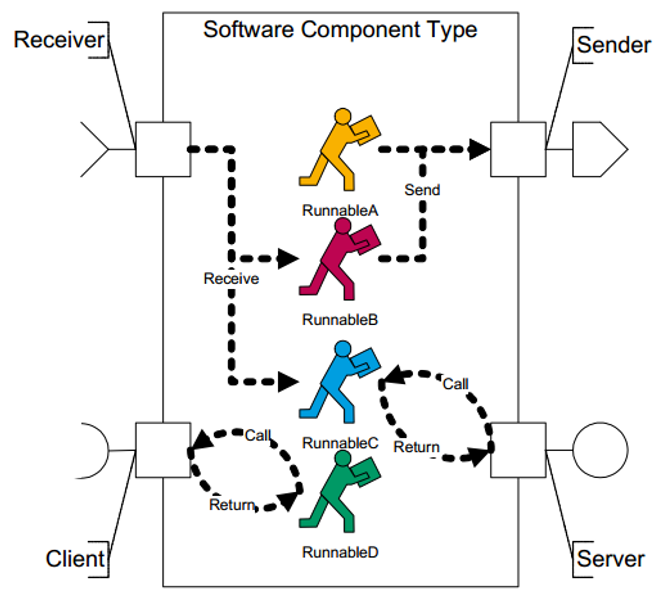 Software Component Type
Receiver
Sender
RunnableA
Send
Receive
RunnableB
Call
RunnableC
Return
Call
Return
RunnableD
Client
Server